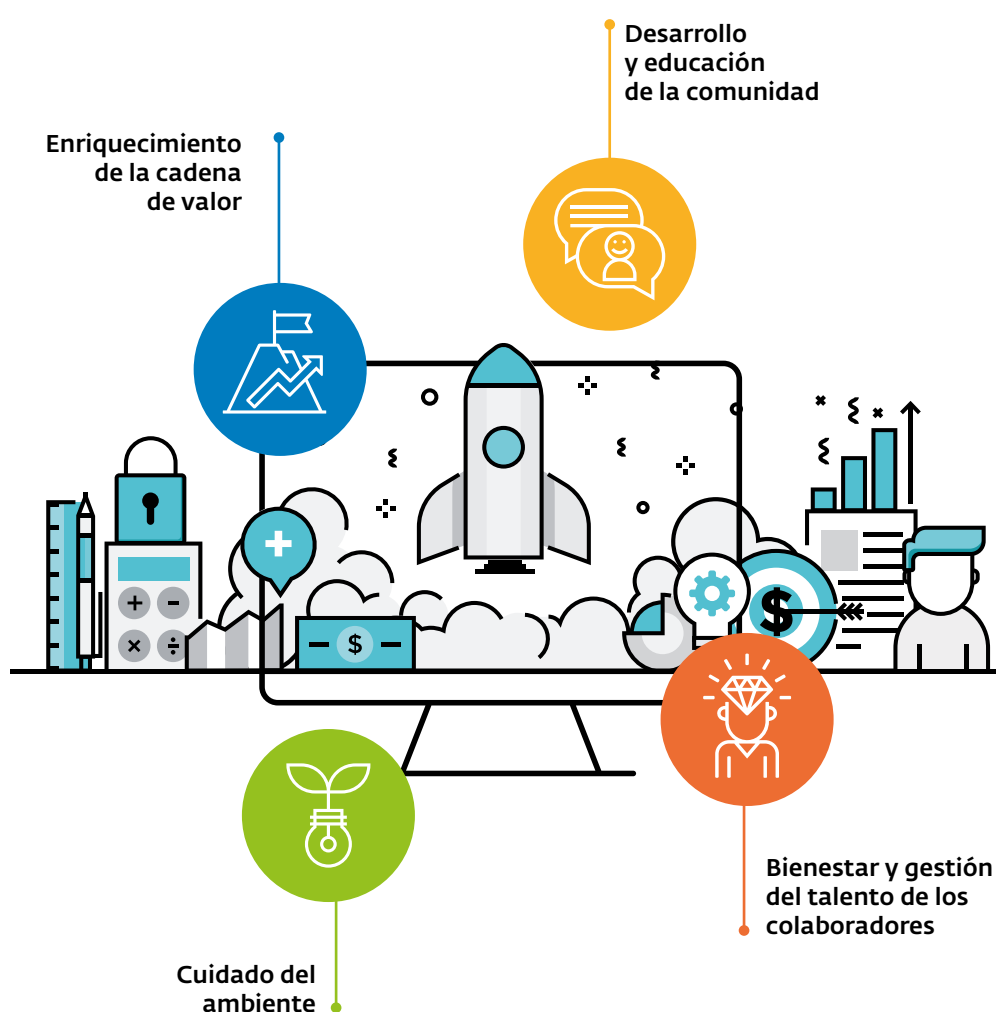 Desarrollo
y educación
de la comunidad
Enriquecimiento
de la cadena
de valor
$
$
Bienestar y gestión
del talento de los
colaboradores
Cuidado del
ambiente